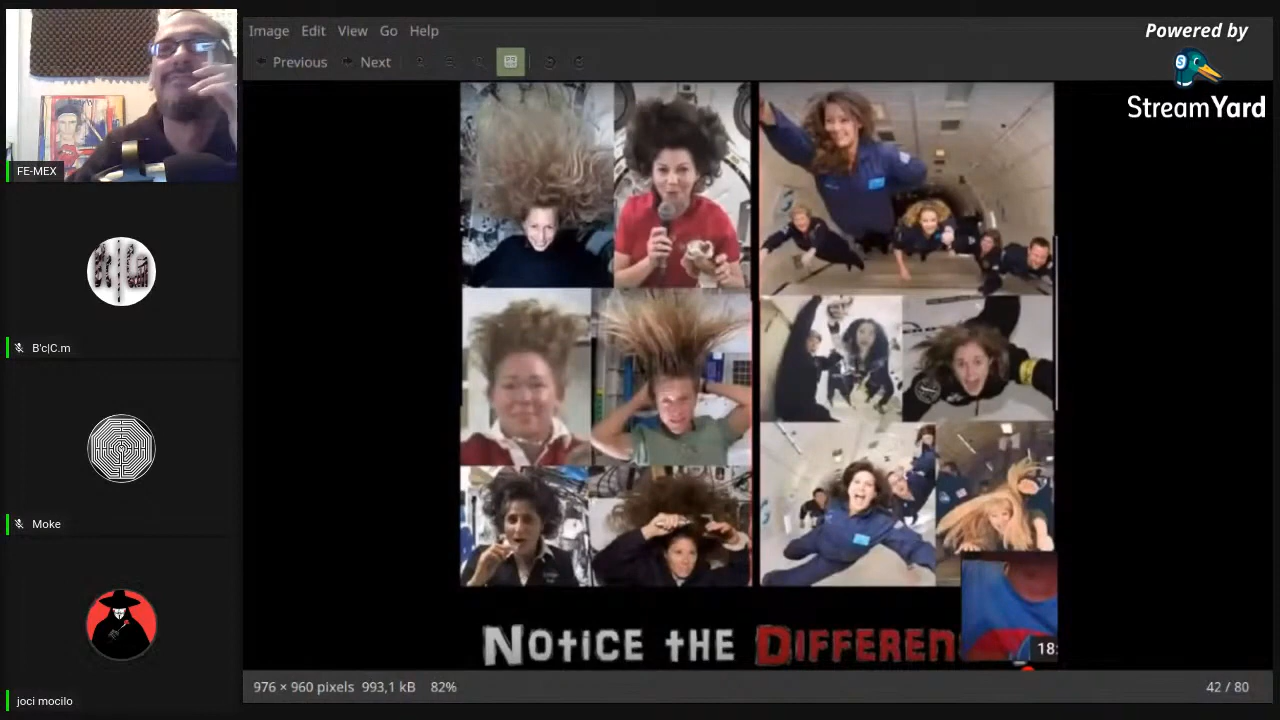 Image Edit View Go Help
Previous Next
Powered by
StreamYard
FE-MEX
B'c|C.m
Moke
joci mocilo
NOTICE THE DIFFEREN
18:
976 × 960 pixels 993,1 kB 82%
42 / 80